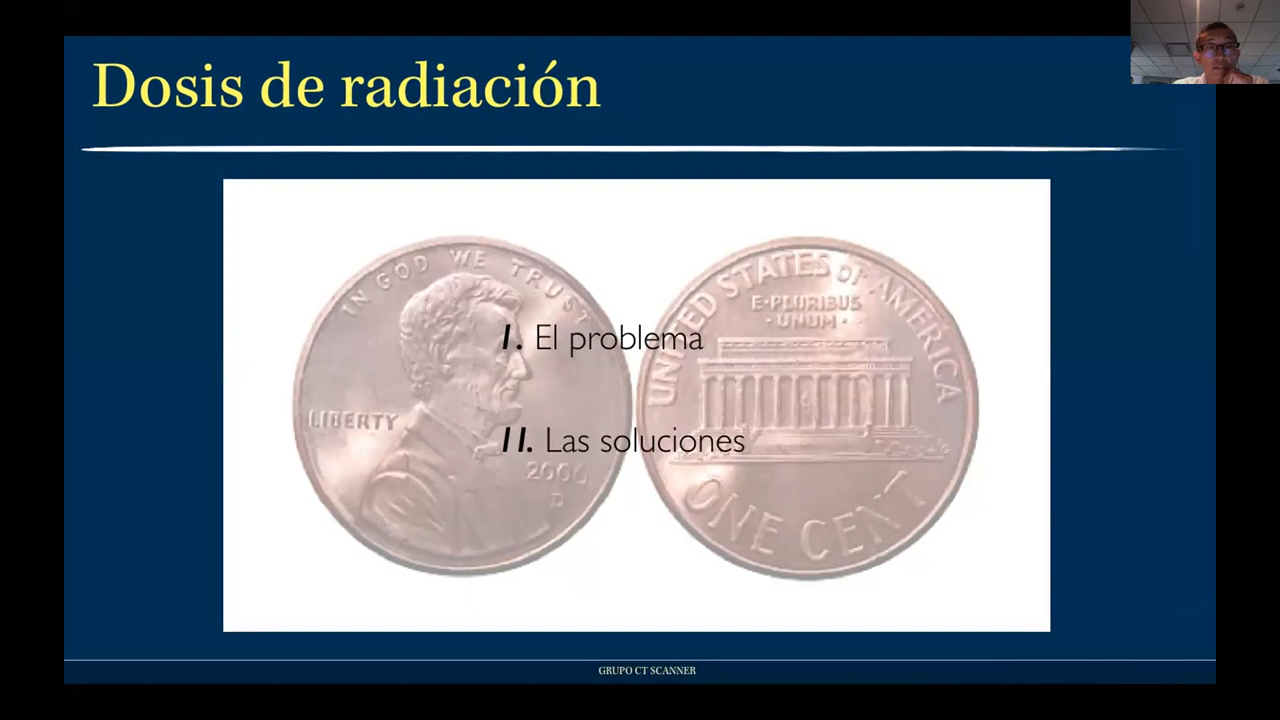 Dosis de radiación
IN GOD WE TRUST
LIBERTY
2006
D
UNITED STATES OF AMERICA
E·PLURIBUS
·UNUM·
ONE CENT
I. El problema
II. Las soluciones
GRUPO CT SCANNER